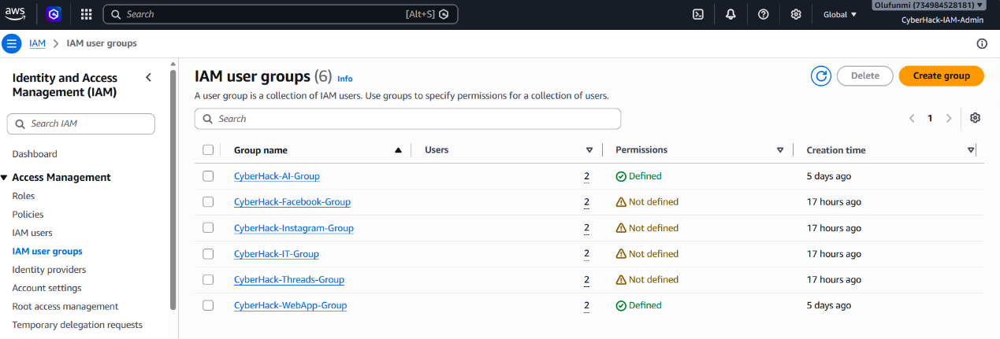 aws Search [Alt+S] Global Olufunmi (734984528181)
CyberHack-IAM-Admin
IAM > IAM user groups
Identity and Access
Management (IAM)
Search IAM
Dashboard
Access Management
Roles
Policies
IAM users
IAM user groups
Identity providers
Account settings
Root access management
Temporary delegation requests
IAM user groups (6) Info
Delete
Create group
A user group is a collection of IAM users. Use groups to specify permissions for a collection of users.
Search
1
Group name Users Permissions Creation time
CyberHack-AI-Group 2 Defined 5 days ago
CyberHack-Facebook-Group 2 Not defined 17 hours ago
CyberHack-Instagram-Group 2 Not defined 17 hours ago
CyberHack-IT-Group 2 Not defined 17 hours ago
CyberHack-Threads-Group 2 Not defined 17 hours ago
CyberHack-WebApp-Group 2 Defined 5 days ago